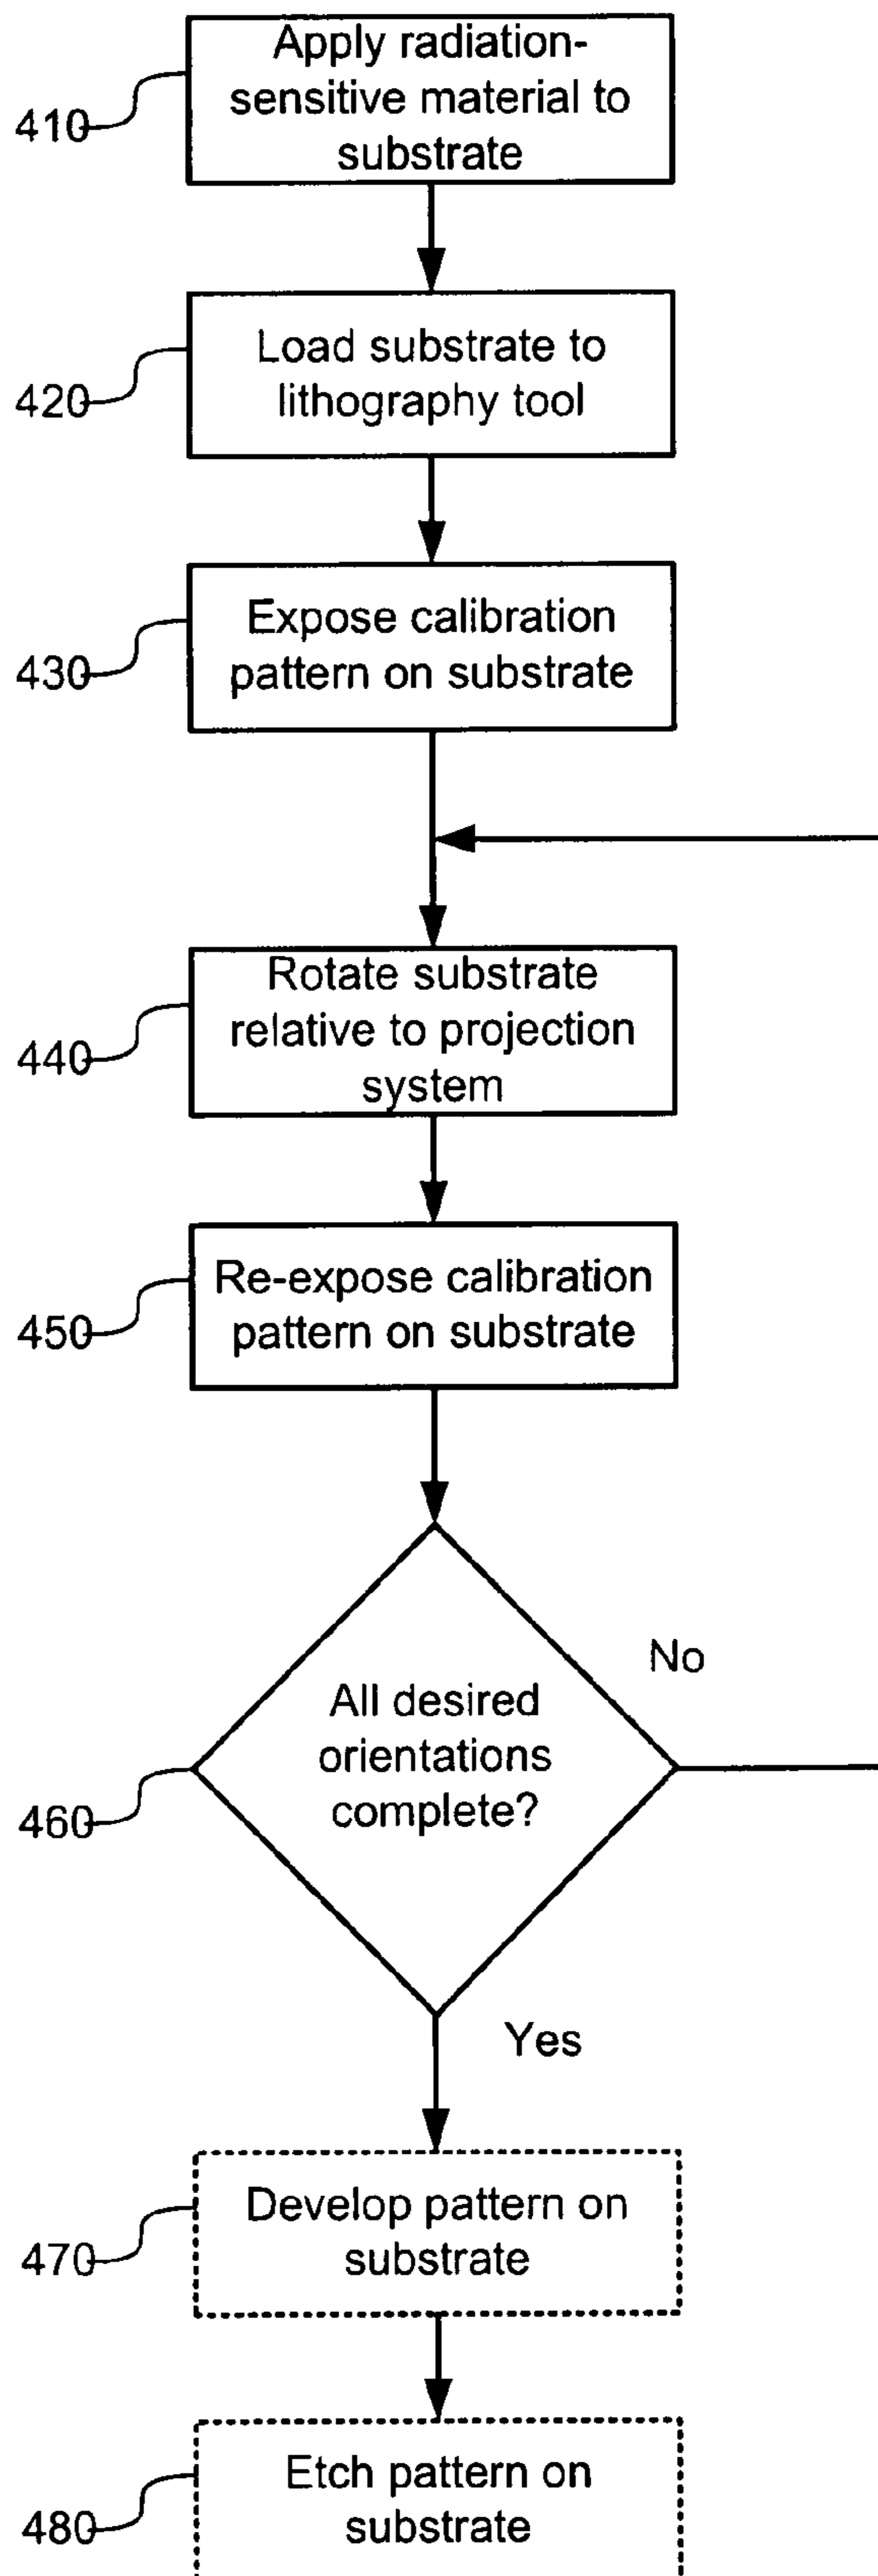 Apply radiation-
sensitive material to
substrate
410
Load substrate to
lithography tool
420
Expose calibration
pattern on substrate
430
Rotate substrate
relative to projection
system
440
Re-expose calibration
pattern on substrate
450
No
All desired
orientations
complete?
460
Yes
Develop pattern on
substrate
470
Etch pattern on
substrate
480